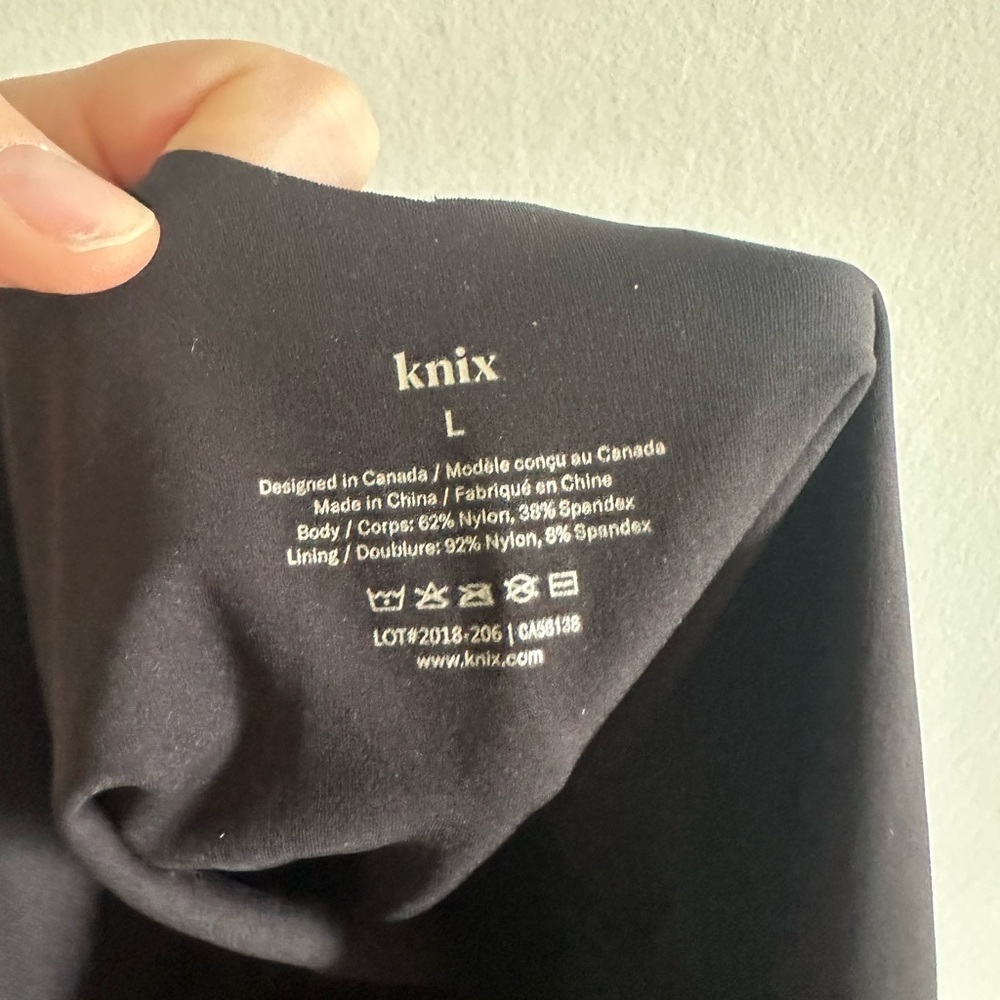 knix
L
Designed in Canada / Modèle conçu au Canada
Made in China / Fabriqué en Chine
Body / Corps: 62% Nylon, 38% Spandex
Lining / Doublure: 92% Nylon, 8% Spandex
LOT#2018-206 | CA56138
www.knix.com